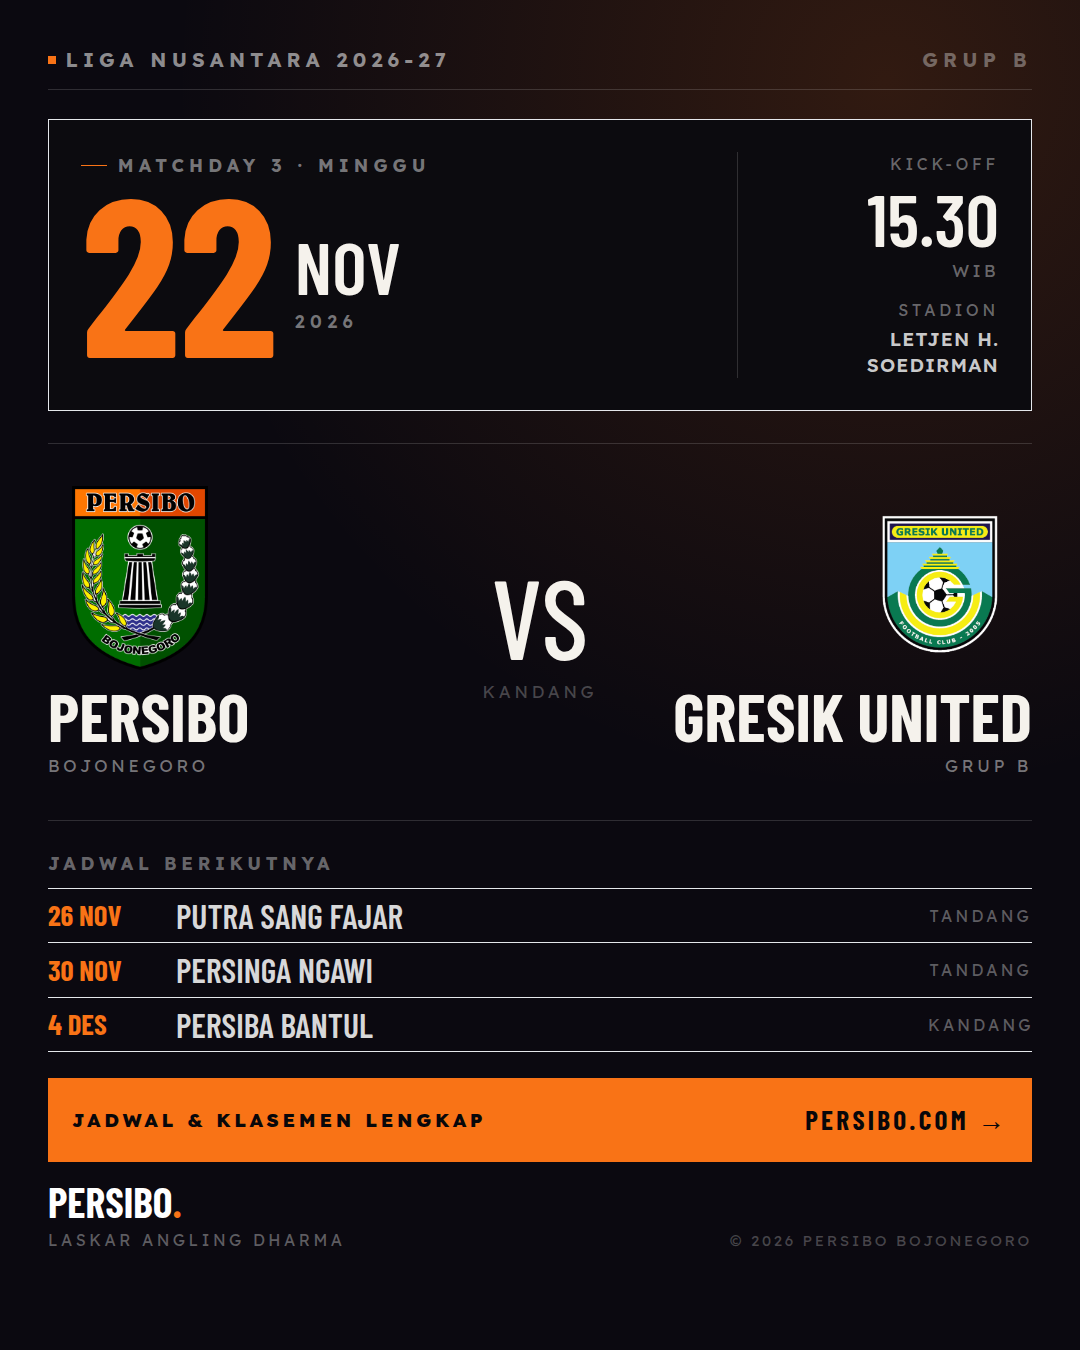 LIGA NUSANTARA 2026-27
GRUP B
MATCHDAY 3 · MINGGU
22
NOV
2026
KICK-OFF
15.30
WIB
STADION
LETJEN H.
SOEDIRMAN
PERSIBO
BOJONEGORO
GRESIK UNITED
FOOTBALL CLUB • 2005
VS
KANDANG
PERSIBO
BOJONEGORO
GRESIK UNITED
GRUP B
JADWAL BERIKUTNYA
26 NOV PUTRA SANG FAJAR TANDANG
30 NOV PERSINGA NGAWI TANDANG
4 DES PERSIBA BANTUL KANDANG
JADWAL & KLASEMEN LENGKAP
PERSIBO.COM →
PERSIBO.
LASKAR ANGLING DHARMA
© 2026 PERSIBO BOJONEGORO